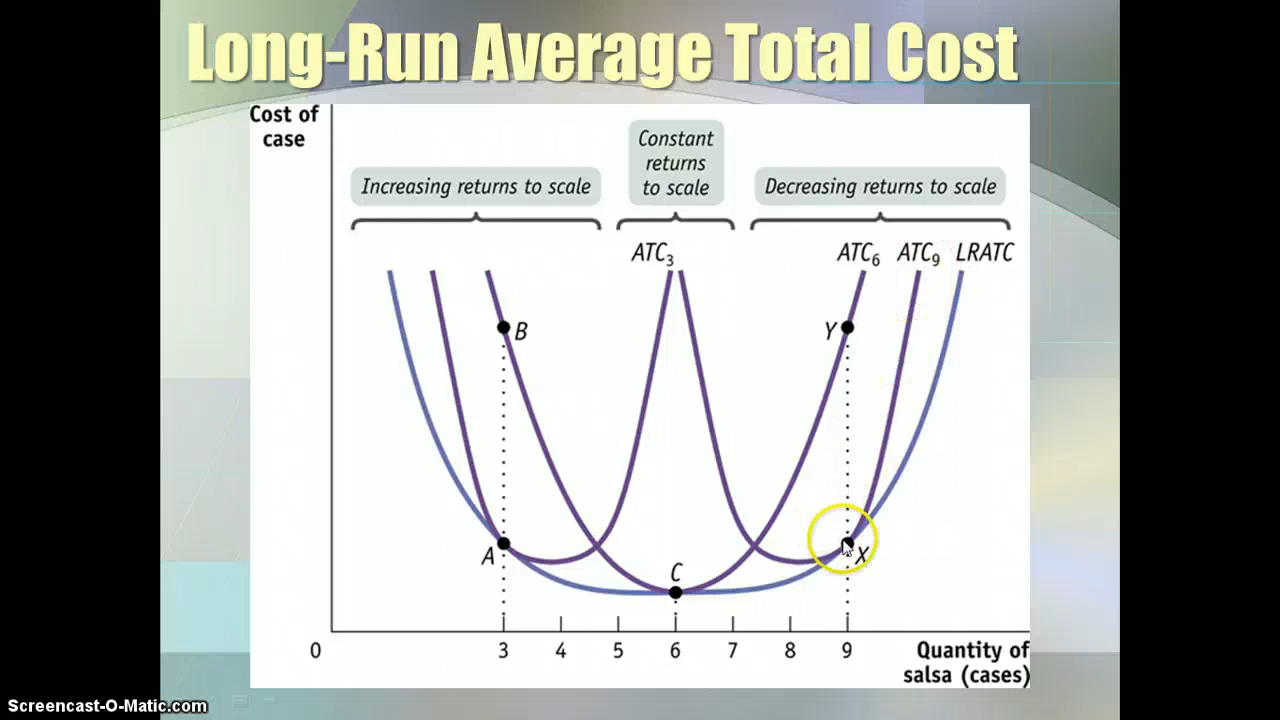 Long-Run Average Total Cost
Cost of
case
Constant
returns
to scale
Increasing returns to scale
Decreasing returns to scale
ATC3
ATC6
ATC9
LRATC
B
Y
A
C
X
0 3 4 5 6 7 8 9
Quantity of
salsa (cases)
Screencast-O-Matic.com